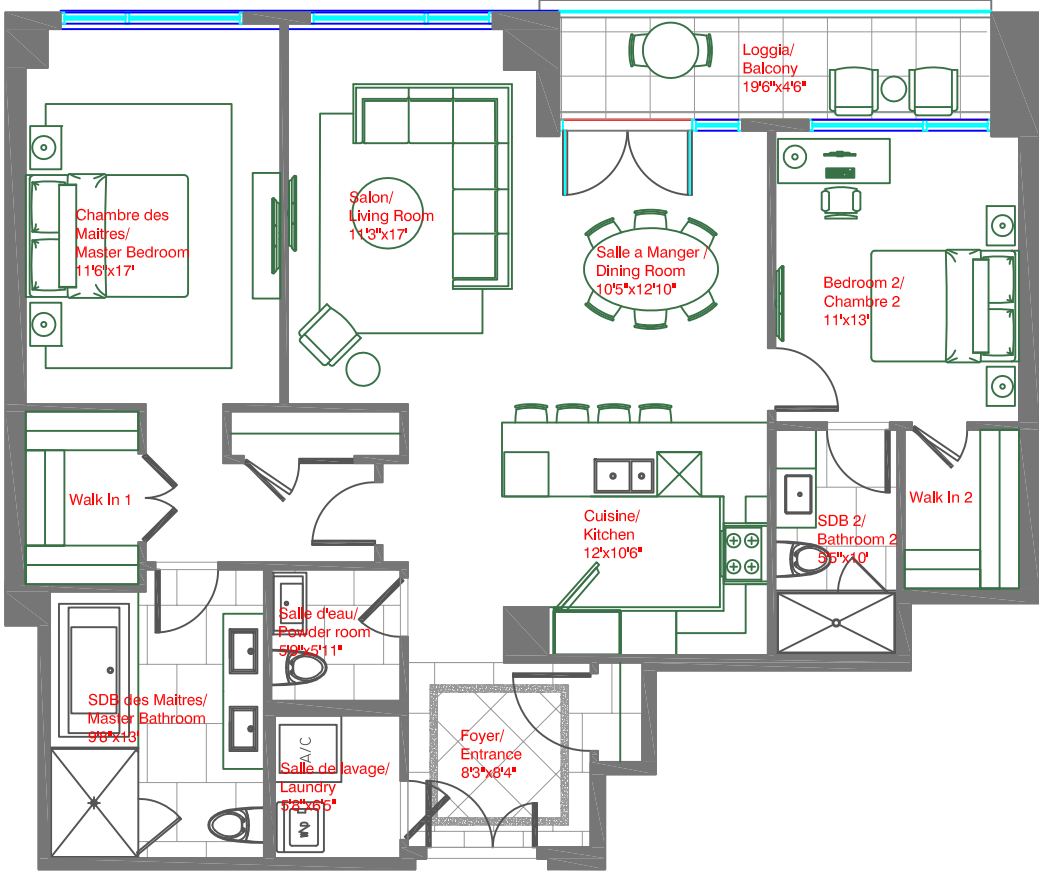 Loggia/
Balcony
19'6"x4'6"
Chambre des
Maitres/
Master Bedroom
11'6"x17'
Salon/
Living Room
11'3"x17'
Salle a Manger /
Dining Room
10'5"x12'10"
Bedroom 2/
Chambre 2
11'x13'
Walk In 1
Cuisine/
Kitchen
12'x10'6"
SDB 2/
Bathroom 2
5'5"x10'
Walk In 2
Salle d'eau/
Powder room
5'9"x5'11"
SDB des Maitres/
Master Bathroom
9'8"x13'
Foyer/
Entrance
8'3"x8'4"
A/C
Salle de lavage/
Laundry
5'8"x6'5"
W\D